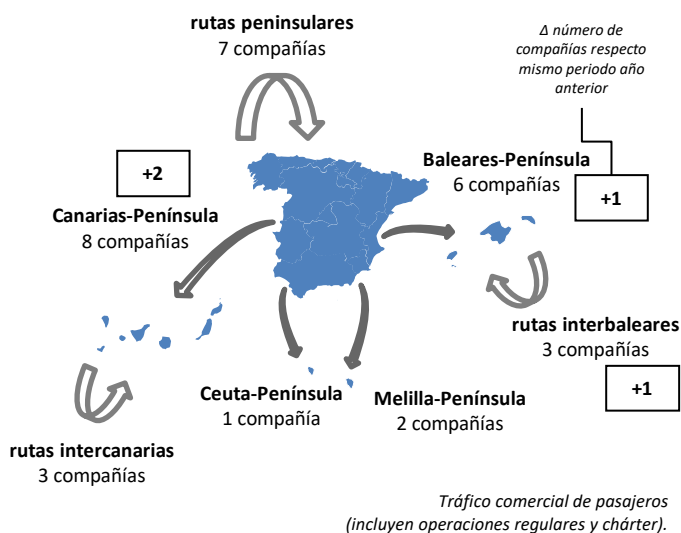 rutas peninsulares
7 compañías
Δ número de
compañías respecto
mismo periodo año
anterior
+2
Canarias-Península
8 compañías
Baleares-Península
6 compañías
+1
rutas interbaleares
3 compañías
+1
Ceuta-Península
1 compañía
Melilla-Península
2 compañías
rutas intercanarias
3 compañías
Tráfico comercial de pasajeros
(incluyen operaciones regulares y chárter).